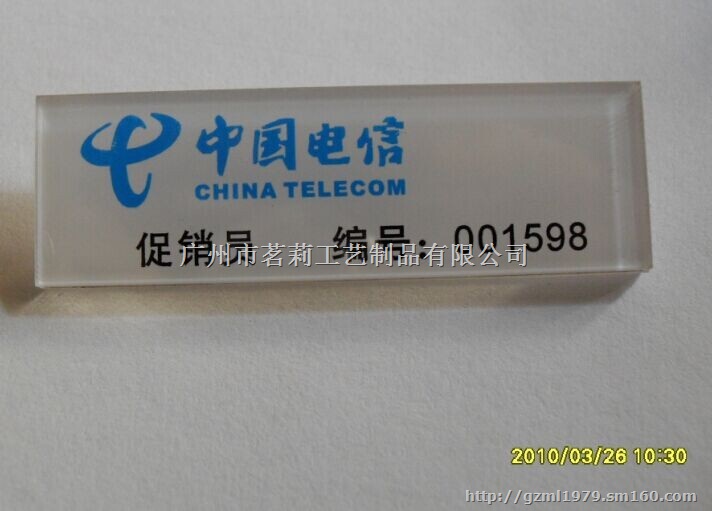 中国电信
CHINA TELECOM
促销员 编号：001598
广州市茗莉工艺制品有限公司
2010/03/26 10:30
http://gzml1979.sm160.com